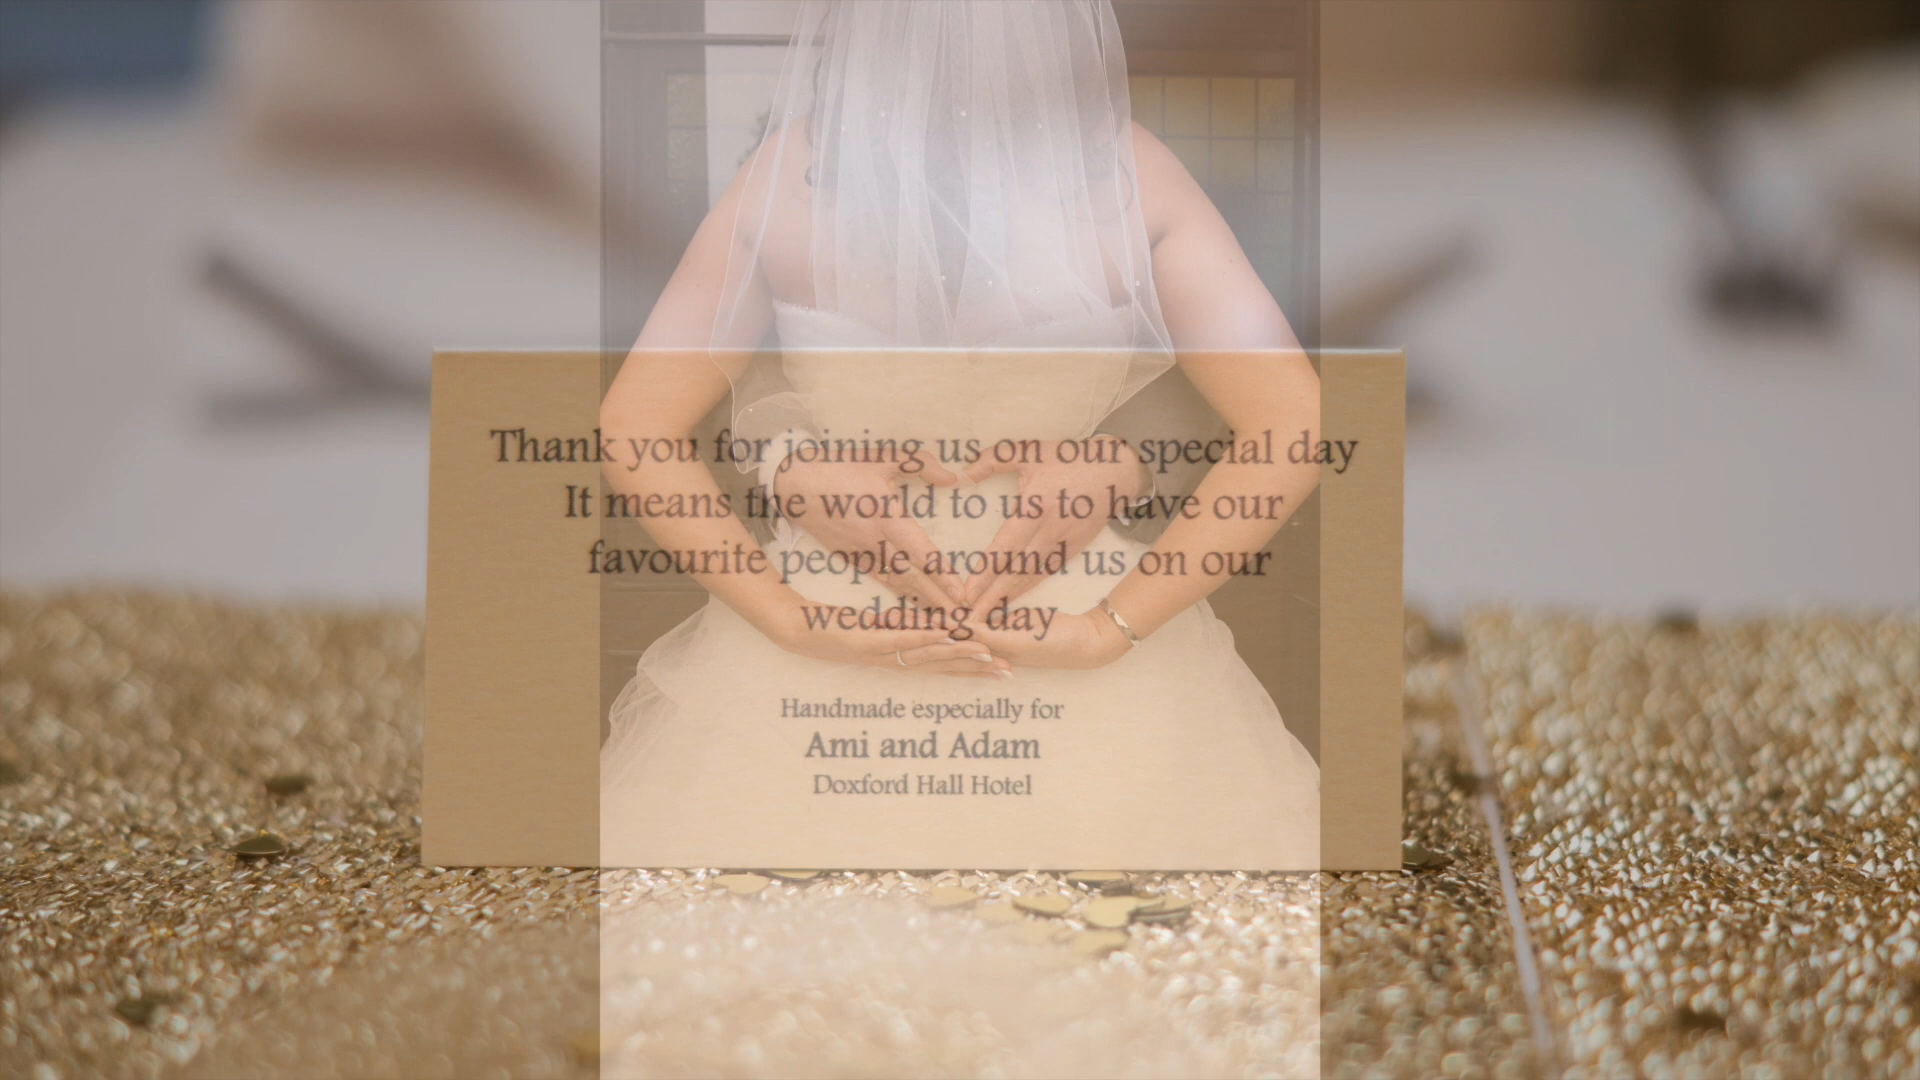 Thank you for joining us on our special day
It means the world to us to have our
favourite people around us on our
wedding day
Handmade especially for
Ami and Adam
Doxford Hall Hotel